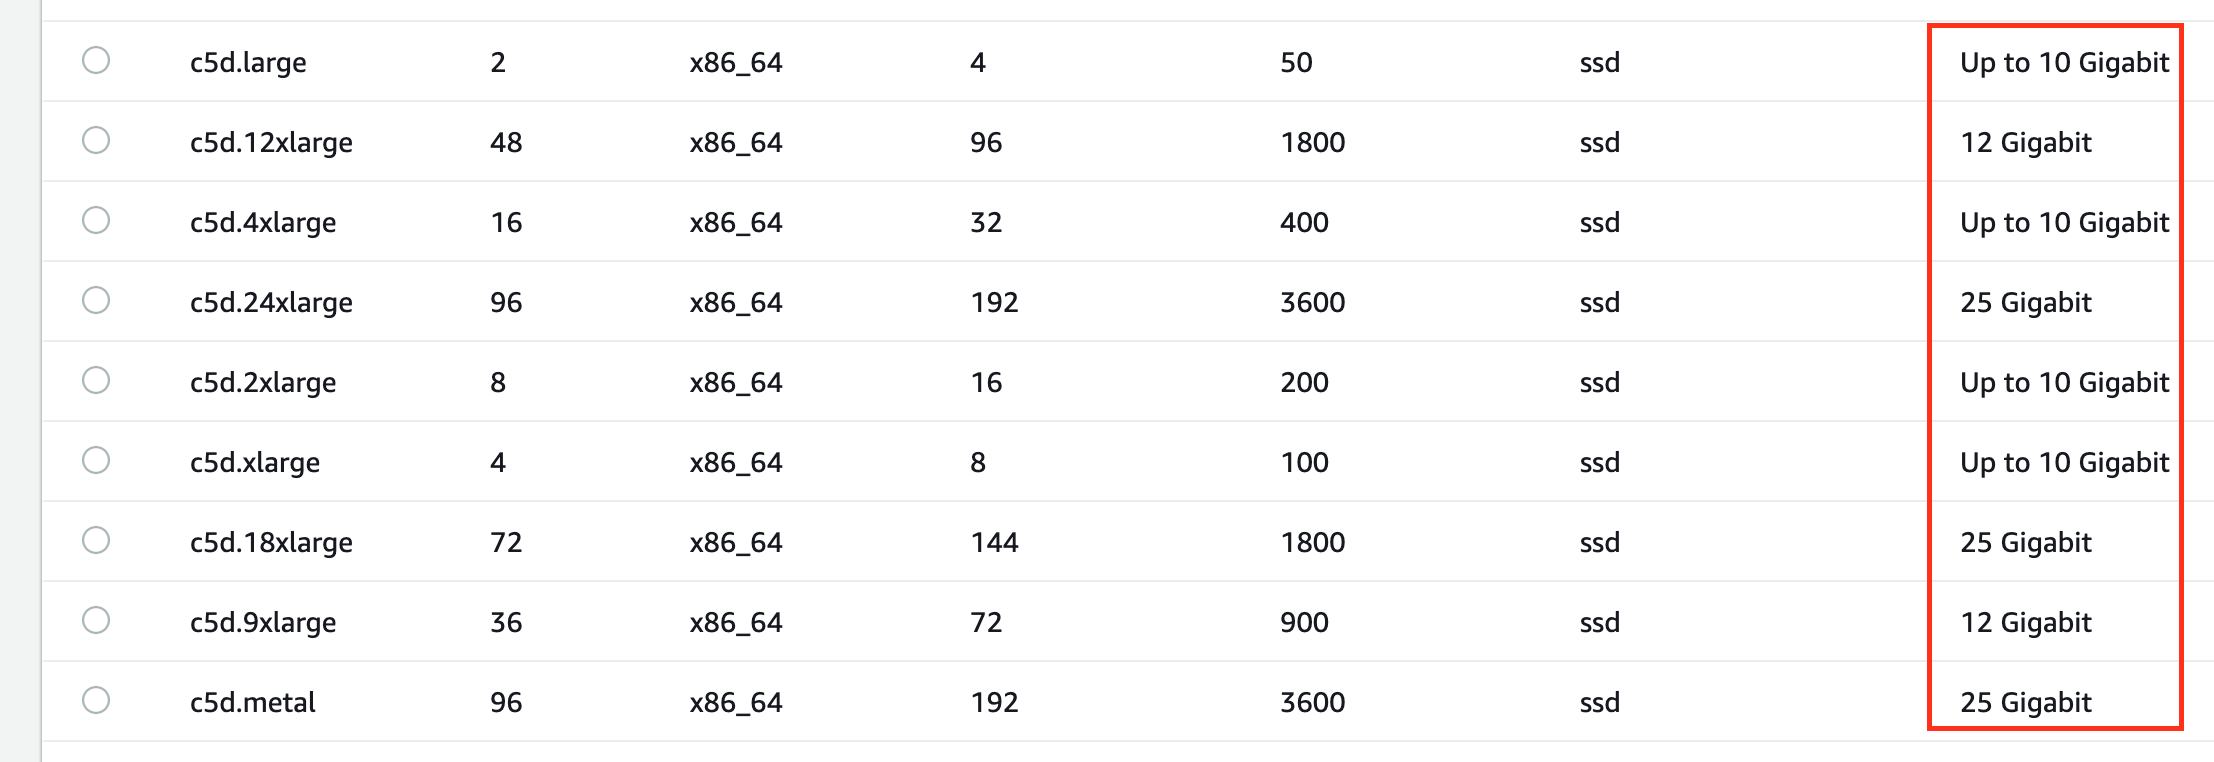 c5d.large 2 x86_64 4 50 ssd Up to 10 Gigabit
c5d.12xlarge 48 x86_64 96 1800 ssd 12 Gigabit
c5d.4xlarge 16 x86_64 32 400 ssd Up to 10 Gigabit
c5d.24xlarge 96 x86_64 192 3600 ssd 25 Gigabit
c5d.2xlarge 8 x86_64 16 200 ssd Up to 10 Gigabit
c5d.xlarge 4 x86_64 8 100 ssd Up to 10 Gigabit
c5d.18xlarge 72 x86_64 144 1800 ssd 25 Gigabit
c5d.9xlarge 36 x86_64 72 900 ssd 12 Gigabit
c5d.metal 96 x86_64 192 3600 ssd 25 Gigabit